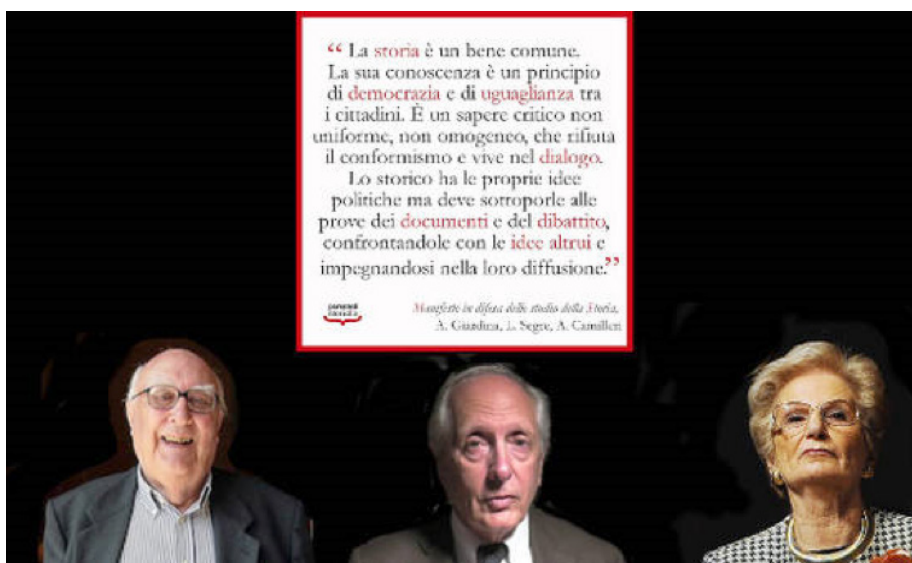 “ La storia è un bene comune.
La sua conoscenza è un principio
di democrazia e di uguaglianza tra
i cittadini. È un sapere critico non
uniforme, non omogeneo, che rifiuta
il conformismo e vive nel dialogo.
Lo storico ha le proprie idee
politiche ma deve sottoporle alle
prove dei documenti e del dibattito,
confrontandole con le idee altrui e
impegnandosi nella loro diffusione.”
Manifesto in difesa dello studio della Storia,
A. Giardina, L. Segre, A. Camilleri